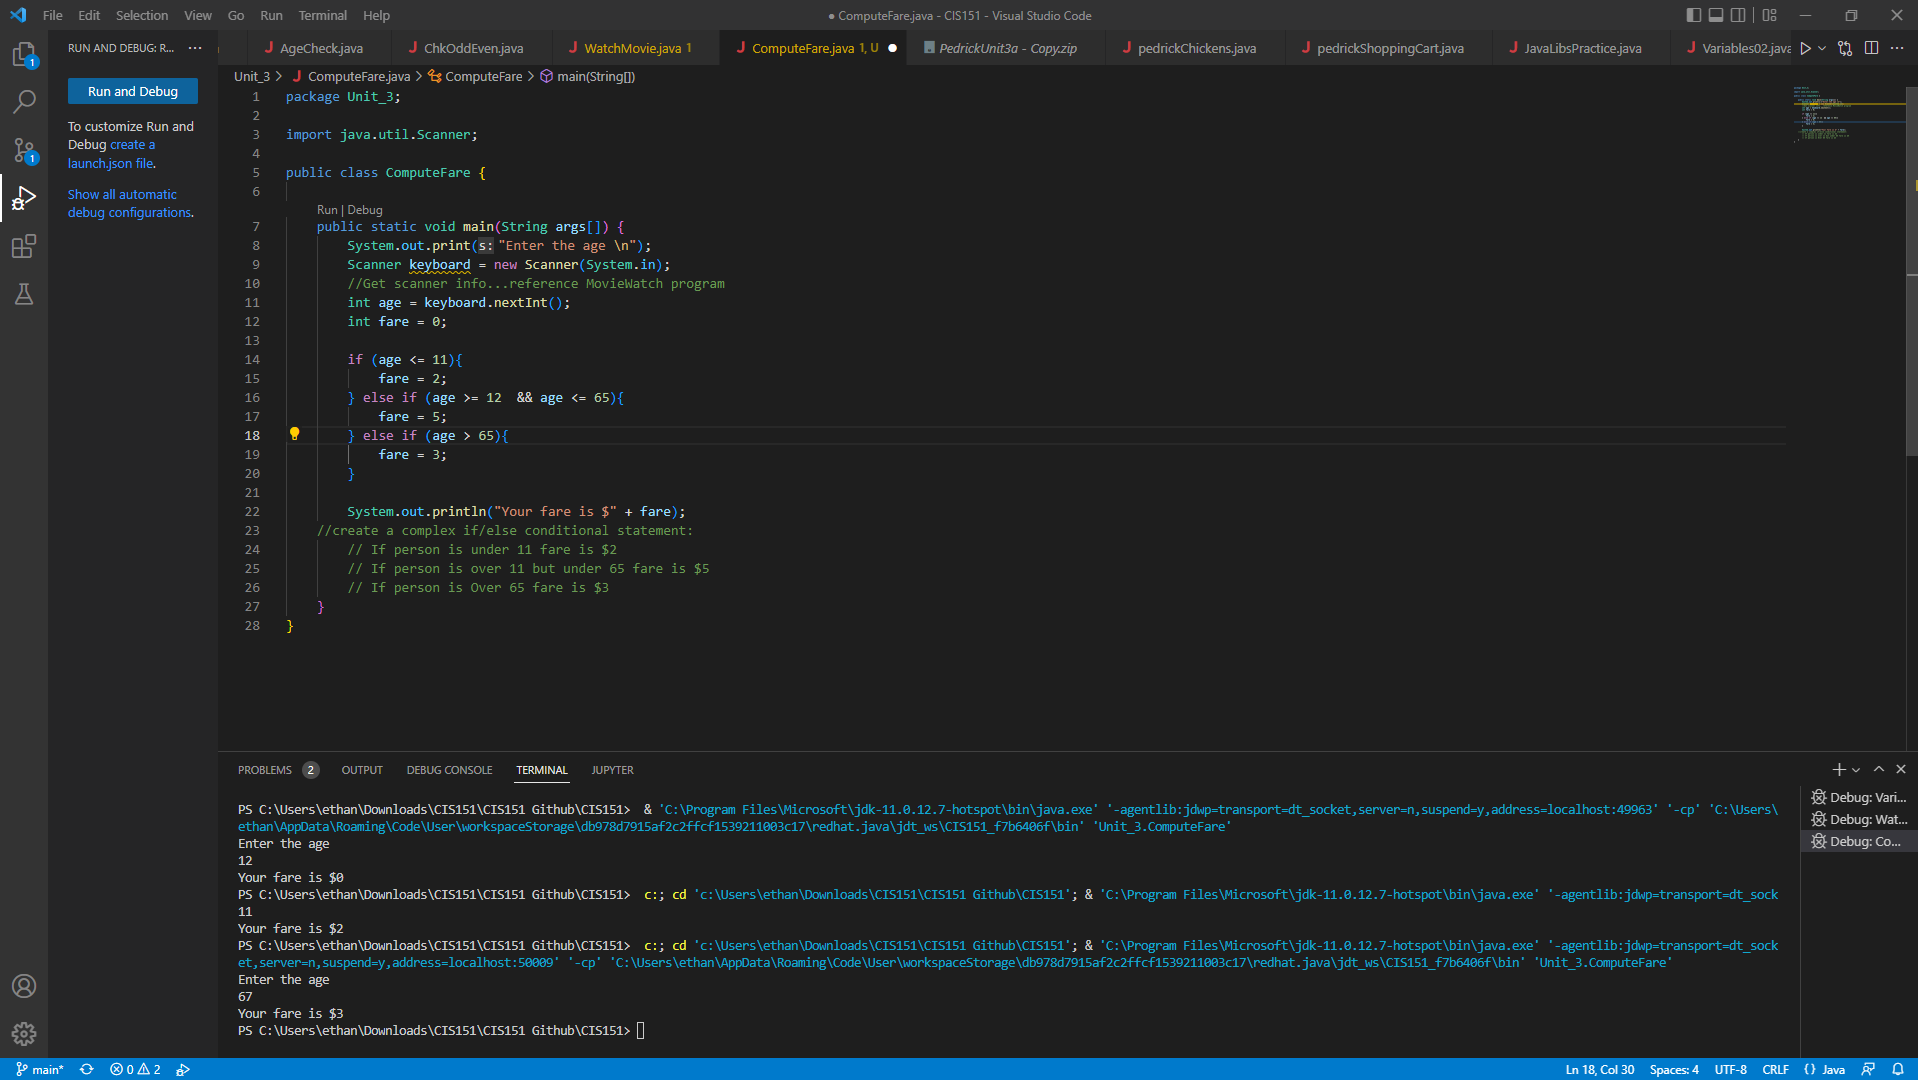 File Edit Selection View Go Run Terminal Help
● ComputeFare.java - CIS151 - Visual Studio Code
RUN AND DEBUG: R... ···
AgeCheck.java ChkOddEven.java WatchMovie.java 1 ComputeFare.java 1, U PedrickUnit3a - Copy.zip pedrickChickens.java pedrickShoppingCart.java JavaLibsPractice.java Variables02.java
Unit_3 > ComputeFare.java > ComputeFare > main(String[])
Run and Debug
To customize Run and
Debug create a
launch.json file.
Show all automatic
debug configurations.
1
1
1 package Unit_3;
2
3 import java.util.Scanner;
4
5 public class ComputeFare {
6
Run | Debug
7 public static void main(String args[]) {
8 System.out.print(s: "Enter the age \n");
9 Scanner keyboard = new Scanner(System.in);
10 //Get scanner info...reference MovieWatch program
11 int age = keyboard.nextInt();
12 int fare = 0;
13
14 if (age <= 11){
15 fare = 2;
16 } else if (age >= 12  && age <= 65){
17 fare = 5;
18 } else if (age > 65){
19 fare = 3;
20 }
21
22 System.out.println("Your fare is $" + fare);
23 //create a complex if/else conditional statement:
24 // If person is under 11 fare is $2
25 // If person is over 11 but under 65 fare is $5
26 // If person is Over 65 fare is $3
27 }
28 }
PROBLEMS 2 OUTPUT DEBUG CONSOLE TERMINAL JUPYTER
PS C:\Users\ethan\Downloads\CIS151\CIS151 Github\CIS151>  & 'C:\Program Files\Microsoft\jdk-11.0.12.7-hotspot\bin\java.exe' '-agentlib:jdwp=transport=dt_socket,server=n,suspend=y,address=localhost:49963' '-cp' 'C:\Users\
ethan\AppData\Roaming\Code\User\workspaceStorage\db978d7915af2c2ffcf1539211003c17\redhat.java\jdt_ws\CIS151_f7b6406f\bin' 'Unit_3.ComputeFare'
Enter the age
12
Your fare is $0
PS C:\Users\ethan\Downloads\CIS151\CIS151 Github\CIS151>  c:; cd 'c:\Users\ethan\Downloads\CIS151\CIS151 Github\CIS151'; & 'C:\Program Files\Microsoft\jdk-11.0.12.7-hotspot\bin\java.exe' '-agentlib:jdwp=transport=dt_sock
11
Your fare is $2
PS C:\Users\ethan\Downloads\CIS151\CIS151 Github\CIS151>  c:; cd 'c:\Users\ethan\Downloads\CIS151\CIS151 Github\CIS151'; & 'C:\Program Files\Microsoft\jdk-11.0.12.7-hotspot\bin\java.exe' '-agentlib:jdwp=transport=dt_sock
et,server=n,suspend=y,address=localhost:50009' '-cp' 'C:\Users\ethan\AppData\Roaming\Code\User\workspaceStorage\db978d7915af2c2ffcf1539211003c17\redhat.java\jdt_ws\CIS151_f7b6406f\bin' 'Unit_3.ComputeFare'
Enter the age
67
Your fare is $3
PS C:\Users\ethan\Downloads\CIS151\CIS151 Github\CIS151>
Debug: Vari...
Debug: Wat...
Debug: Co...
main* 0 2
Ln 18, Col 30 Spaces: 4 UTF-8 CRLF {} Java